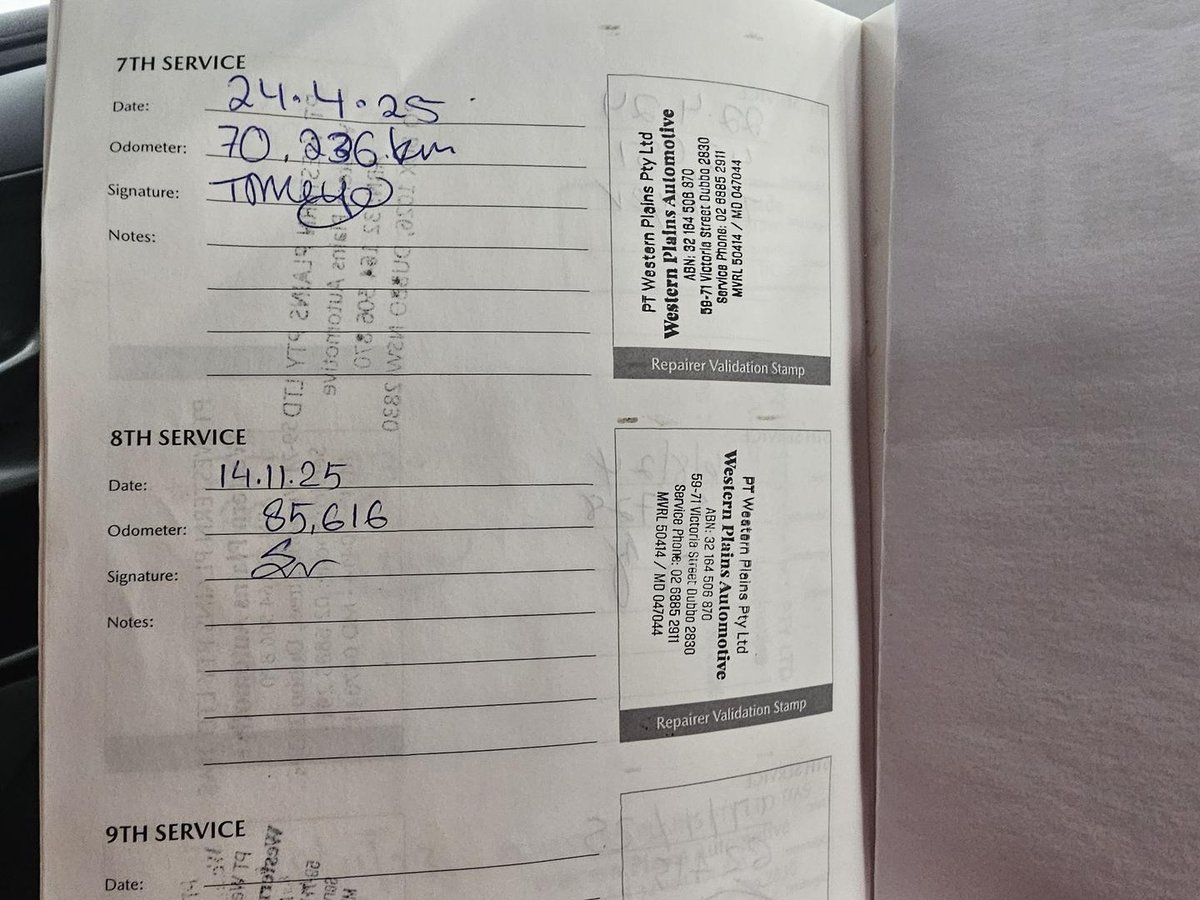 7TH SERVICE
Date: 24.4.25
Odometer: 70,236 km
Signature:
Notes:
PT Western Plains Pty Ltd
Western Plains Automotive
ABN: 32 164 506 870
59-71 Victoria Street Dubbo 2830
Service Phone: 02 6885 2911
MVRL 50414 / MD 047044
Repairer Validation Stamp
8TH SERVICE
Date: 14.11.25
Odometer: 85,616
Signature:
Notes:
PT Western Plains Pty Ltd
Western Plains Automotive
ABN: 32 164 506 870
59-71 Victoria Street Dubbo 2830
Service Phone: 02 6885 2911
MVRL 50414 / MD 047044
Repairer Validation Stamp
9TH SERVICE
Date: